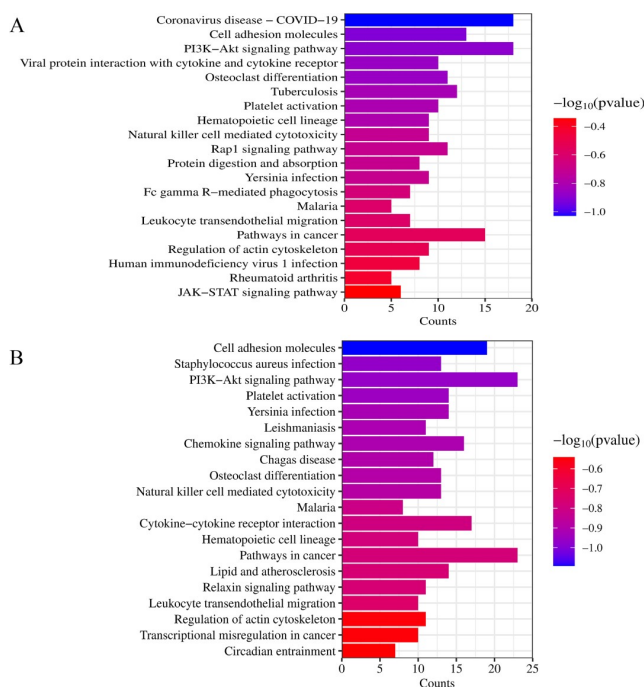 A
Coronavirus disease − COVID−19
Cell adhesion molecules
PI3K−Akt signaling pathway
Viral protein interaction with cytokine and cytokine receptor
Osteoclast differentiation
Tuberculosis
Platelet activation
Hematopoietic cell lineage
Natural killer cell mediated cytotoxicity
Rap1 signaling pathway
Protein digestion and absorption
Yersinia infection
Fc gamma R−mediated phagocytosis
Malaria
Leukocyte transendothelial migration
Pathways in cancer
Regulation of actin cytoskeleton
Human immunodeficiency virus 1 infection
Rheumatoid arthritis
JAK−STAT signaling pathway
0 5 10 15 20
Counts
−log10(pvalue)
−0.4
−0.6
−0.8
−1.0
B
Cell adhesion molecules
Staphylococcus aureus infection
PI3K−Akt signaling pathway
Platelet activation
Yersinia infection
Leishmaniasis
Chemokine signaling pathway
Chagas disease
Osteoclast differentiation
Natural killer cell mediated cytotoxicity
Malaria
Cytokine−cytokine receptor interaction
Hematopoietic cell lineage
Pathways in cancer
Lipid and atherosclerosis
Relaxin signaling pathway
Leukocyte transendothelial migration
Regulation of actin cytoskeleton
Transcriptional misregulation in cancer
Circadian entrainment
0 5 10 15 20 25
Counts
−log10(pvalue)
−0.6
−0.7
−0.8
−0.9
−1.0